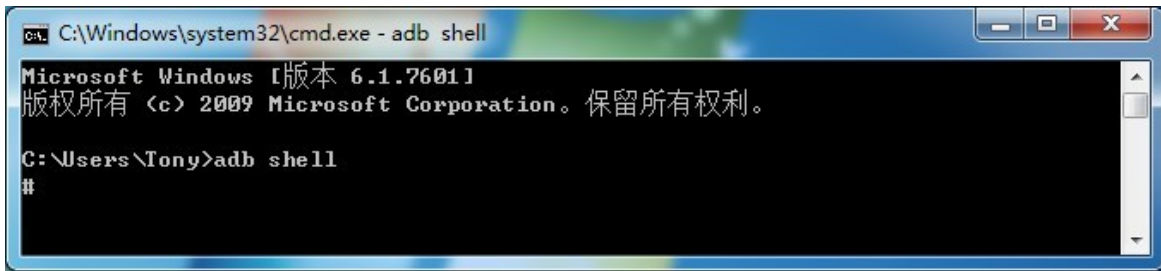 C:\Windows\system32\cmd.exe - adb  shell
Microsoft Windows [版本 6.1.7601]
版权所有 (c) 2009 Microsoft Corporation。保留所有权利。
C:\Users\Tony>adb shell
#